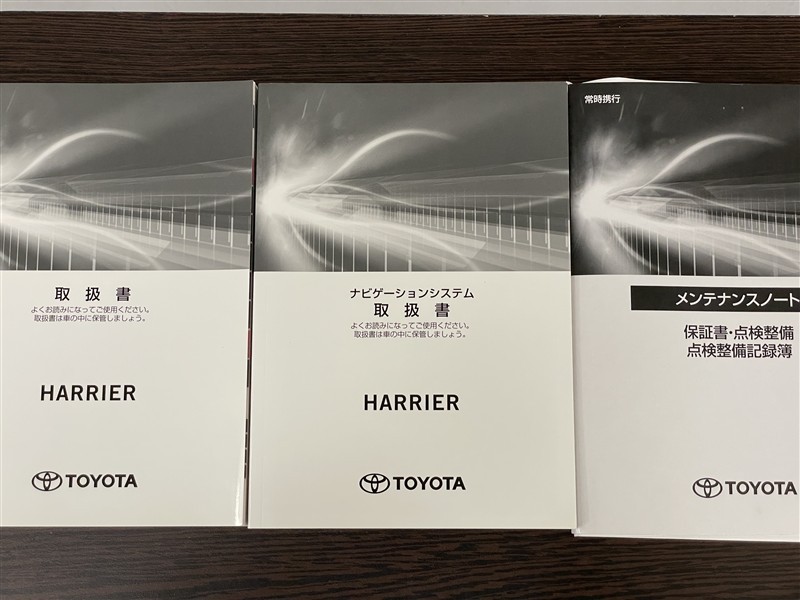 取扱書
よくお読みになってご使用ください。
取扱書は車の中に保管しましょう。
HARRIER
TOYOTA
ナビゲーションシステム
取扱書
よくお読みになってご使用ください。
取扱書は車の中に保管しましょう。
HARRIER
TOYOTA
常時携行
メンテナンスノート
保証書・点検整備
点検整備記録簿
TOYOTA